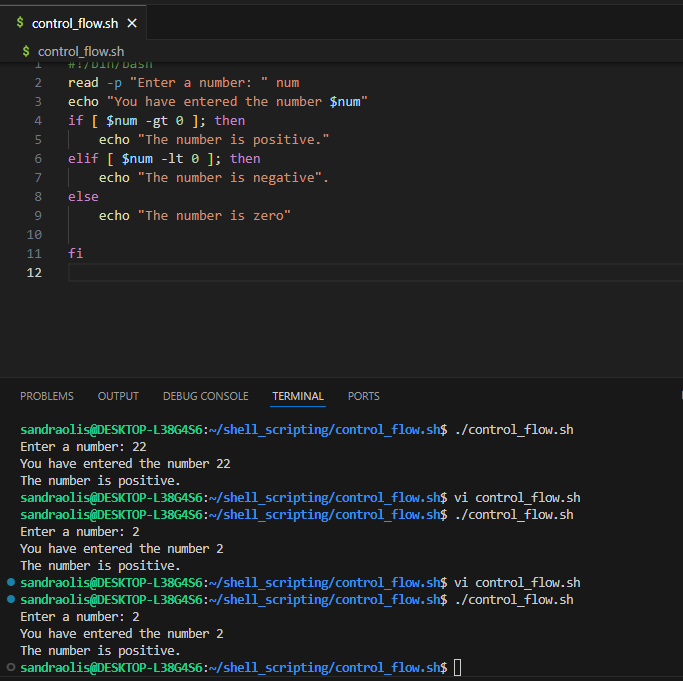 $ control_flow.sh ×
$ control_flow.sh
1 #!/bin/bash
2 read -p "Enter a number: " num
3 echo "You have entered the number $num"
4 if [ $num -gt 0 ]; then
5 echo "The number is positive."
6 elif [ $num -lt 0 ]; then
7 echo "The number is negative".
8 else
9 echo "The number is zero"
10
11 fi
12
PROBLEMS OUTPUT DEBUG CONSOLE TERMINAL PORTS
sandraolis@DESKTOP-L38G4S6:~/shell_scripting/control_flow.sh$ ./control_flow.sh
Enter a number: 22
You have entered the number 22
The number is positive.
sandraolis@DESKTOP-L38G4S6:~/shell_scripting/control_flow.sh$ vi control_flow.sh
sandraolis@DESKTOP-L38G4S6:~/shell_scripting/control_flow.sh$ ./control_flow.sh
Enter a number: 2
You have entered the number 2
The number is positive.
sandraolis@DESKTOP-L38G4S6:~/shell_scripting/control_flow.sh$ vi control_flow.sh
sandraolis@DESKTOP-L38G4S6:~/shell_scripting/control_flow.sh$ ./control_flow.sh
Enter a number: 2
You have entered the number 2
The number is positive.
sandraolis@DESKTOP-L38G4S6:~/shell_scripting/control_flow.sh$